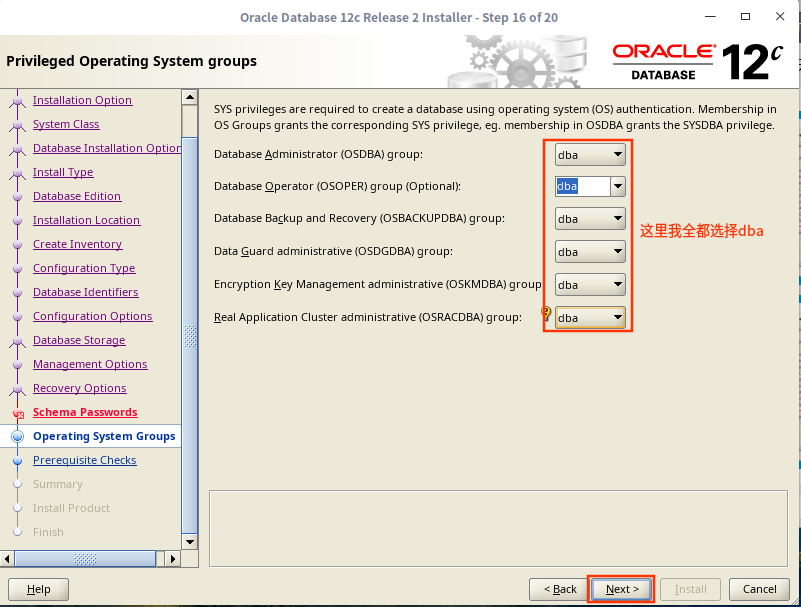 Oracle Database 12c Release 2 Installer - Step 16 of 20
Privileged Operating System groups
ORACLE
DATABASE
12c
Installation Option
System Class
Database Installation Option
Install Type
Database Edition
Installation Location
Create Inventory
Configuration Type
Database Identifiers
Configuration Options
Database Storage
Management Options
Recovery Options
Schema Passwords
Operating System Groups
Prerequisite Checks
Summary
Install Product
Finish
SYS privileges are required to create a database using operating system (OS) authentication. Membership in
OS Groups grants the corresponding SYS privilege, eg. membership in OSDBA grants the SYSDBA privilege.
Database Administrator (OSDBA) group: dba
Database Operator (OSOPER) group (Optional): dba
Database Backup and Recovery (OSBACKUPDBA) group: dba
Data Guard administrative (OSDGDBA) group: dba
Encryption Key Management administrative (OSKMDBA) group dba
Real Application Cluster administrative (OSRACDBA) group: dba
这里我全都选择dba
Help
< Back
Next >
Install
Cancel